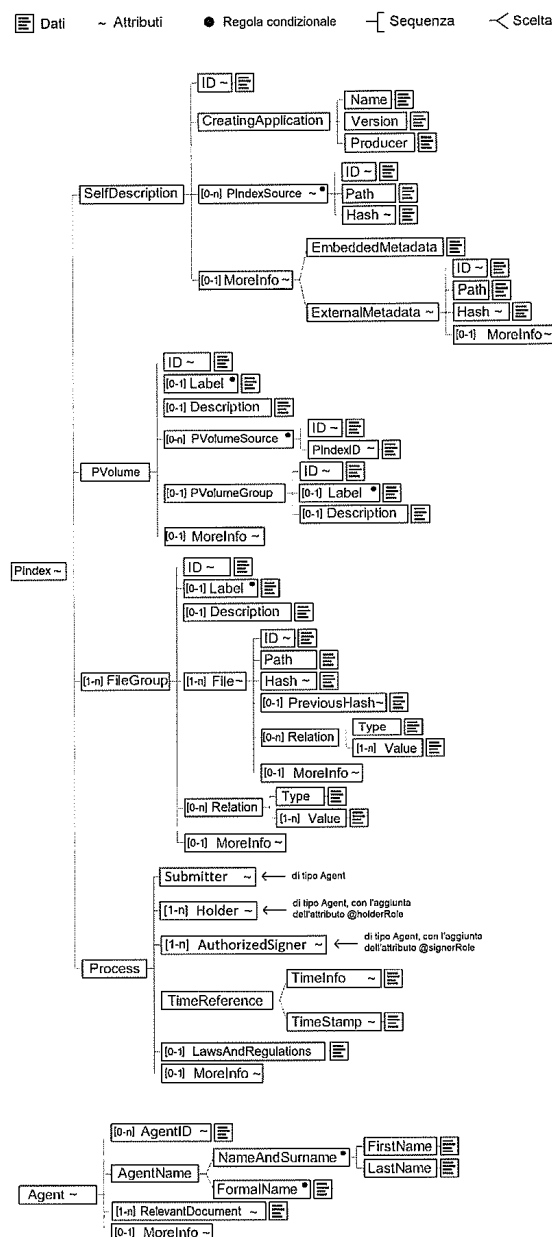 Dati ~ Attributi ● Regola condizionale Sequenza Scelta
ID ~
CreatingApplication
Name
Version
Producer
SelfDescription
[0-n] PIndexSource ~ ●
ID ~
Path
Hash ~
[0-1] MoreInfo ~
EmbeddedMetadata
ExternalMetadata ~
ID ~
Path
Hash ~
[0-1] MoreInfo ~
PVolume
ID ~
[0-1] Label ●
[0-1] Description
[0-n] PVolumeSource ●
ID ~
PIndexID ~
[0-1] PVolumeGroup
ID ~
[0-1] Label ●
[0-1] Description
[0-1] MoreInfo ~
PIndex ~
[1-n] FileGroup
ID ~
[0-1] Label ●
[0-1] Description
[1-n] File ~
ID ~
Path
Hash ~
[0-1] PreviousHash ~
[0-n] Relation
Type
[1-n] Value
[0-1] MoreInfo ~
[0-n] Relation
Type
[1-n] Value
[0-1] MoreInfo ~
Process
Submitter ~
di tipo Agent
[1-n] Holder ~
di tipo Agent, con l'aggiunta
dell'attributo @holderRole
[1-n] AuthorizedSigner ~
di tipo Agent, con l'aggiunta
dell'attributo @signerRole
TimeReference
TimeInfo ~
TimeStamp ~
[0-1] LawsAndRegulations
[0-1] MoreInfo ~
Agent ~
[0-n] AgentID ~
AgentName
NameAndSurname ●
FirstName
LastName
FormalName ●
[1-n] RelevantDocument ~
[0-1] MoreInfo ~